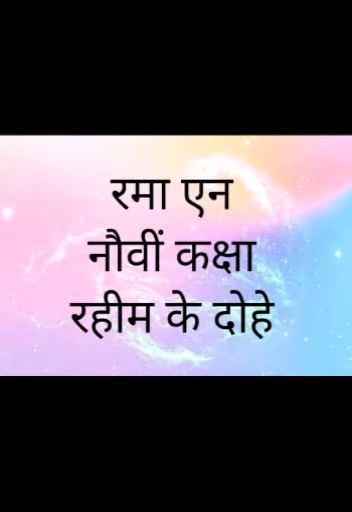 रमा एन
नौवीं कक्षा
रहीम के दोहे